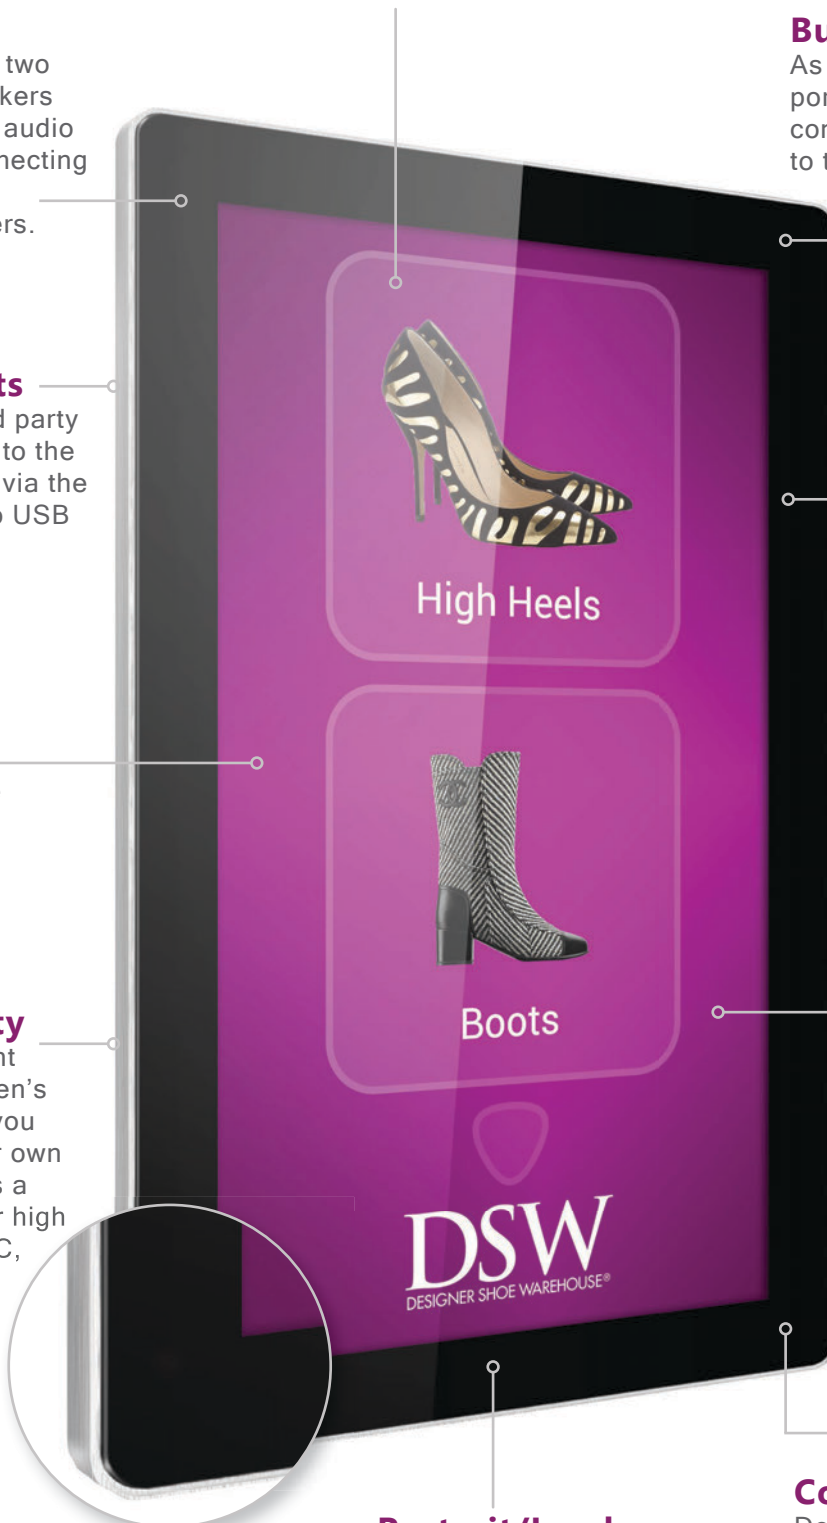 two
kers
audio
necting
ers.
ts
d party
to the
via the
o USB
ty
nt
en's
you
r own
s a
r high
C,
Bu
As
por
cor
to t
High Heels
Boots
DSW
DESIGNER SHOE WAREHOUSE®
Co